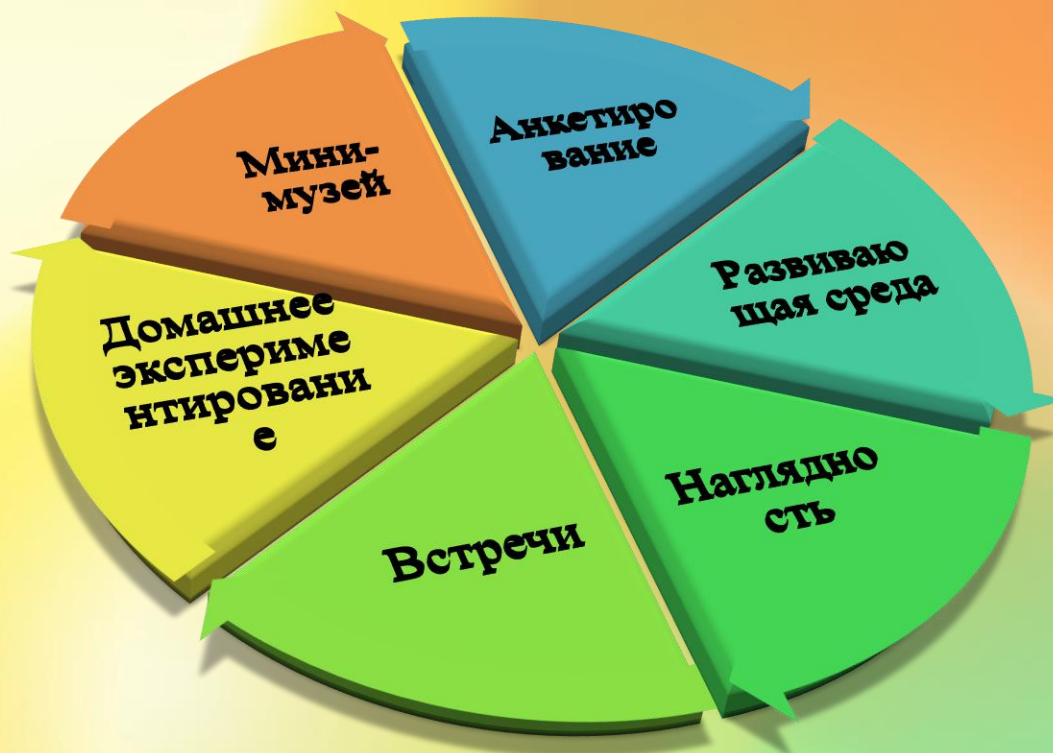 Анкетиро
вание
Развиваю
щая среда
Наглядно
сть
Встречи
Домашнее
экспериме
нтировани
е
Мини-
музей